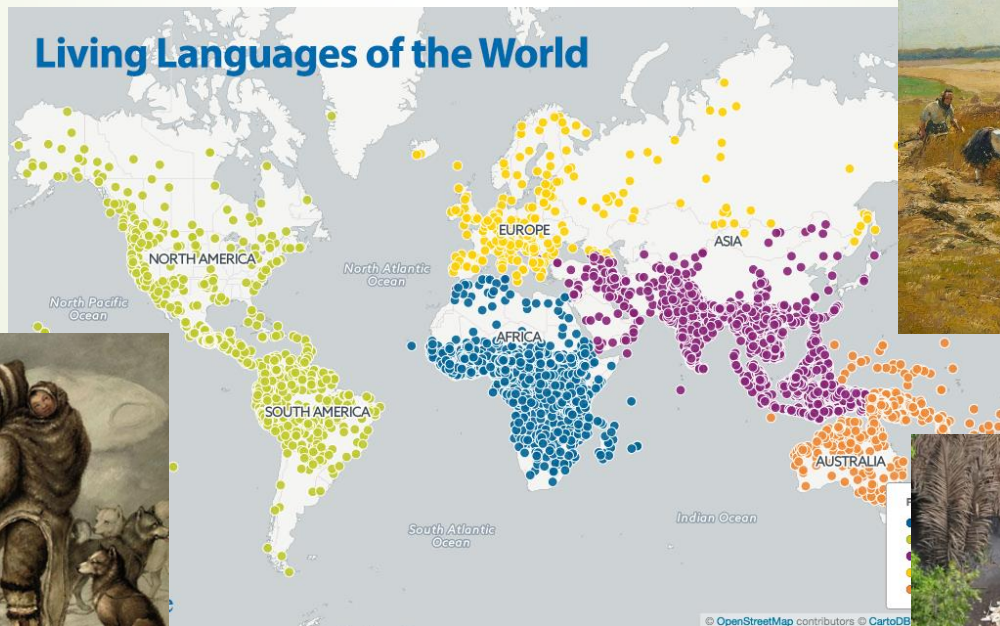 Living Languages of the World
EUROPE
ASIA
NORTH AMERICA
North Atlantic
Ocean
North Pacific
Ocean
AFRICA
SOUTH AMERICA
AUSTRALIA
Indian Ocean
South Atlantic
Ocean
© OpenStreetMap contributors © CartoDB